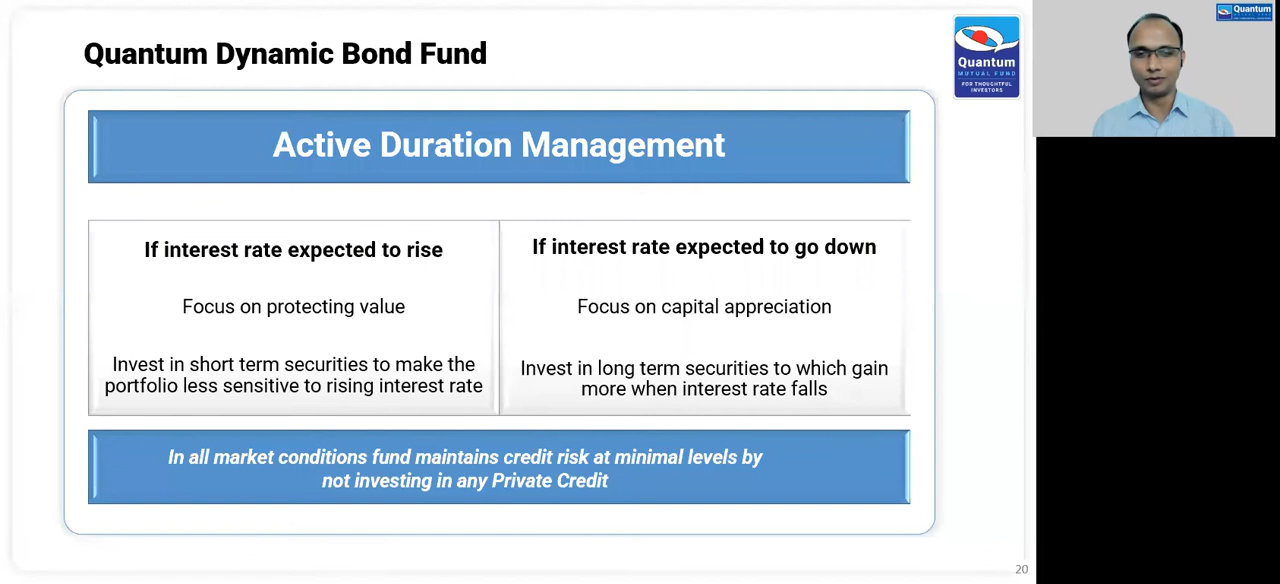 Quantum Dynamic Bond Fund
Quantum
MUTUAL FUND
FOR THOUGHTFUL
INVESTORS
Quantum
Active Duration Management
If interest rate expected to rise
Focus on protecting value
Invest in short term securities to make the
portfolio less sensitive to rising interest rate
If interest rate expected to go down
Focus on capital appreciation
Invest in long term securities to which gain
more when interest rate falls
In all market conditions fund maintains credit risk at minimal levels by
not investing in any Private Credit
20